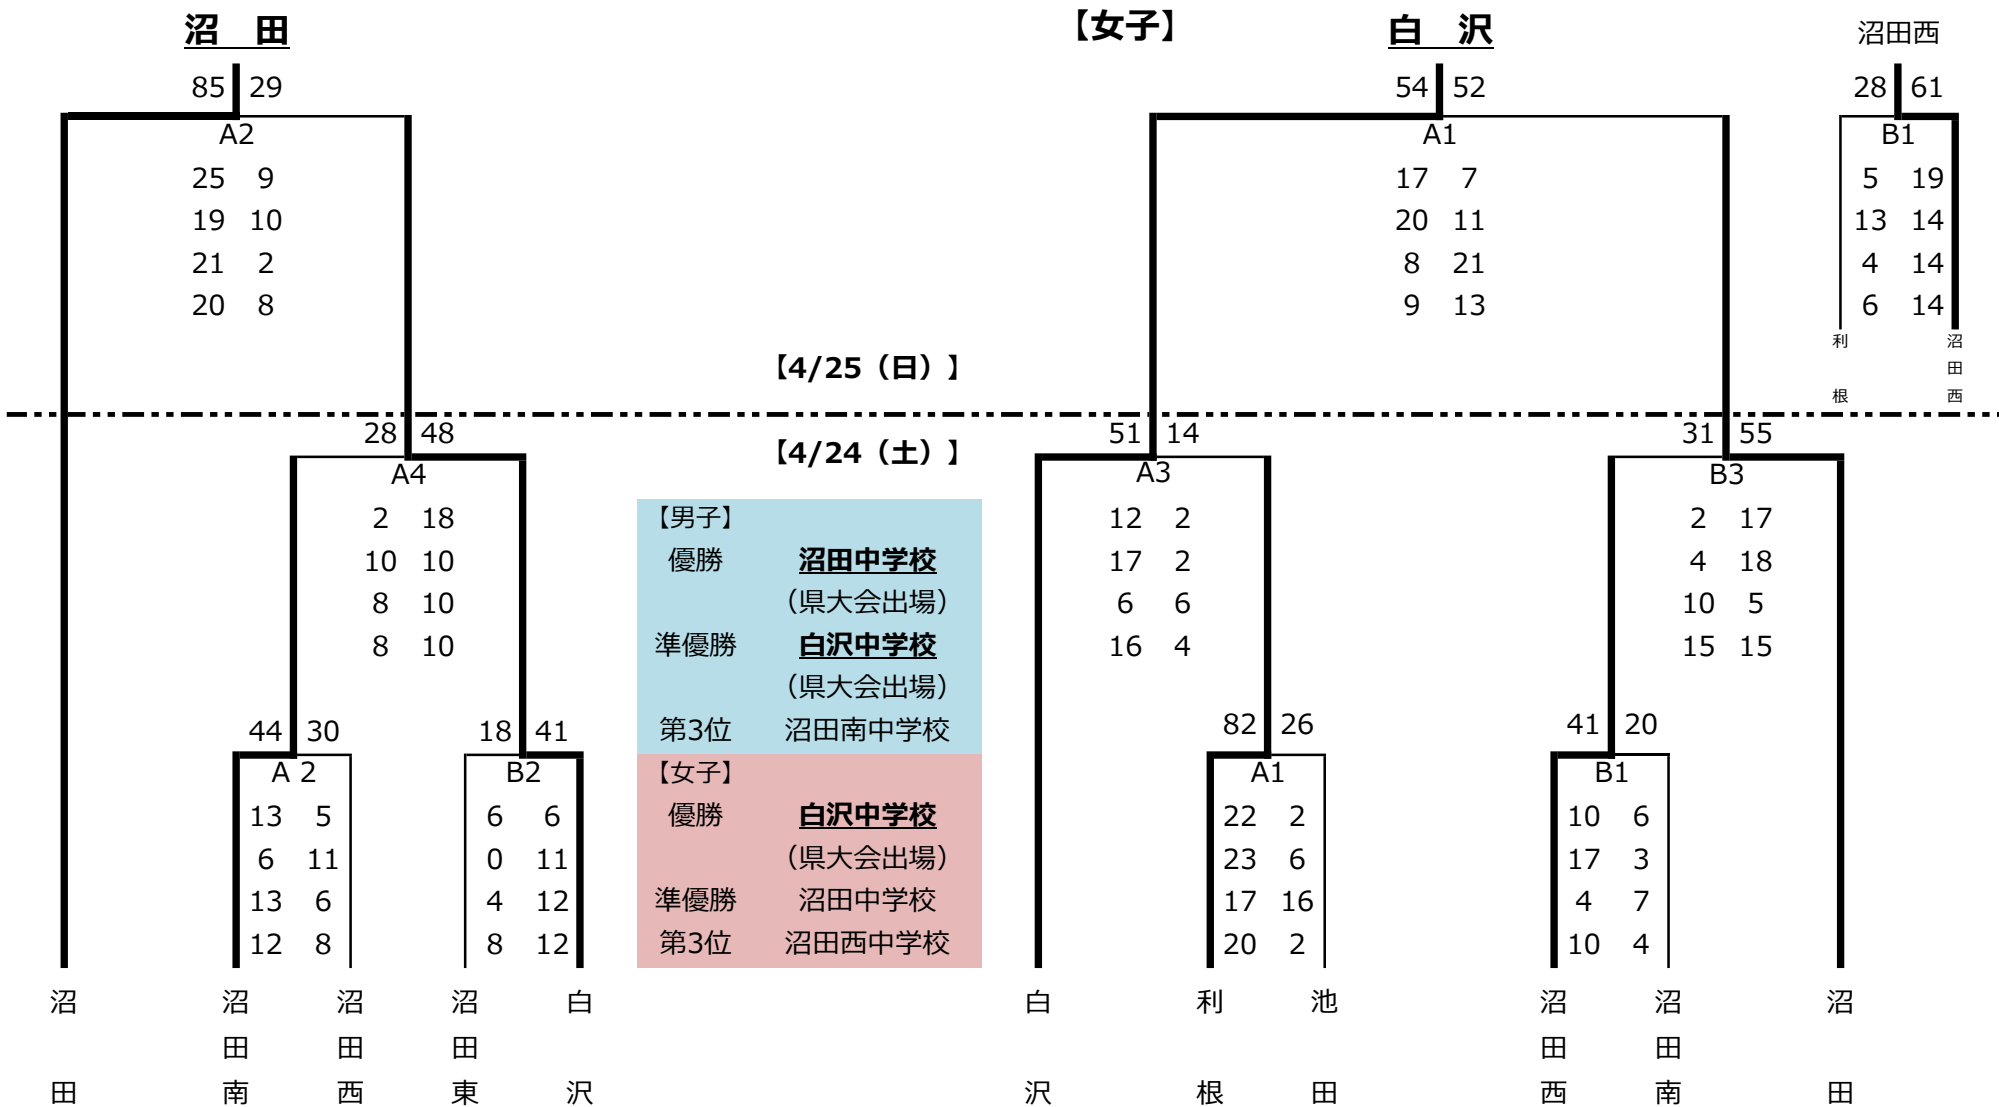 沼　田
【女子】
白　沢
沼田西
85 29
54 52
28 61
A2
A1
B1
25 9
17 7
5 19
19 10
20 11
13 14
21 2
8 21
4 14
20 8
9 13
6 14
利根
沼田西
【4/25（日）】
28 48
【4/24（土）】
51 14
31 55
A4
A3
B3
2 18
【男子】
12 2
2 17
10 10
優勝 沼田中学校
17 2
4 18
8 10
（県大会出場）
6 6
10 5
8 10
準優勝 白沢中学校
16 4
15 15
（県大会出場）
44 30
18 41
第3位 沼田南中学校
82 26
41 20
A 2
B2
【女子】
A1
B1
13 5
6 6
優勝 白沢中学校
22 2
10 6
6 11
0 11
（県大会出場）
23 6
17 3
13 6
4 12
準優勝 沼田中学校
17 16
4 7
12 8
8 12
第3位 沼田西中学校
20 2
10 4
沼田
沼田南
沼田西
沼田東
白沢
白沢
利根
池田
沼田西
沼田南
沼田